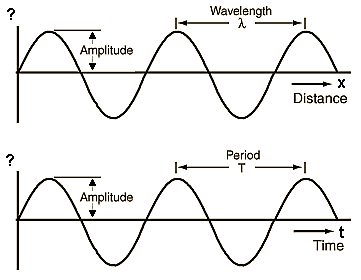 ?
Wavelength
λ
Amplitude
x
Distance
?
Period
T
Amplitude
t
Time